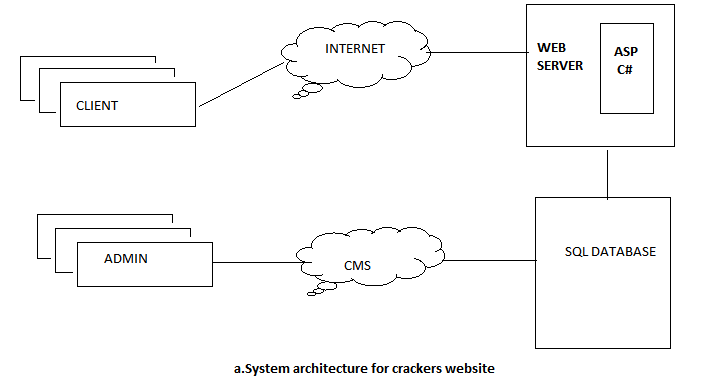 INTERNET
WEB
SERVER
ASP
C#
CLIENT
ADMIN
CMS
SQL DATABASE
a.System architecture for crackers website